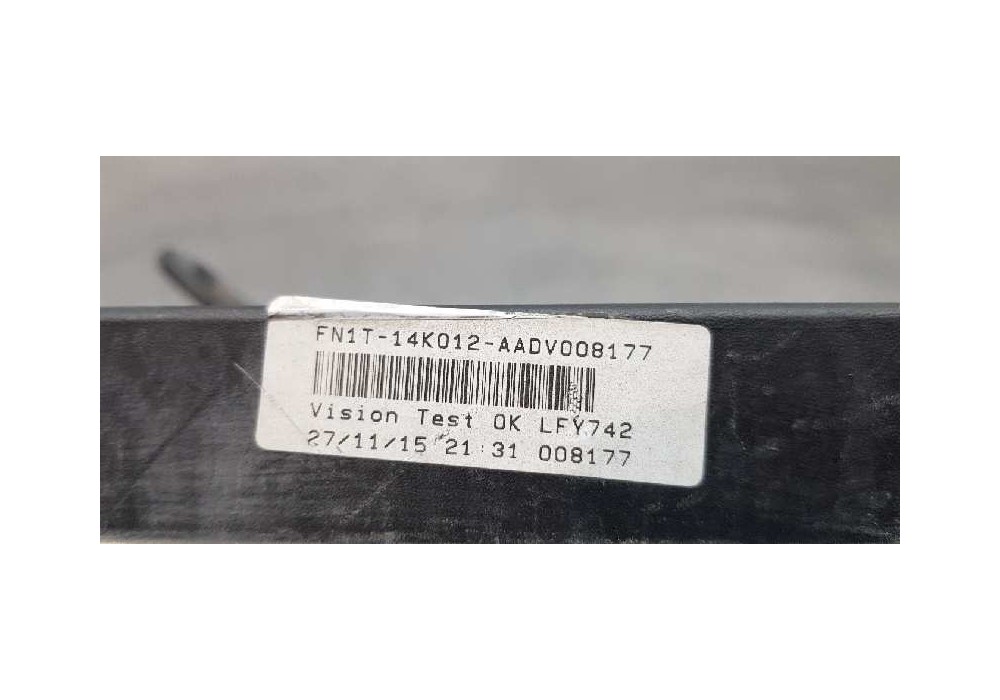 FN1T-14K012-AADV008177
Vision Test OK LFY742
27/11/15 21:31 008177